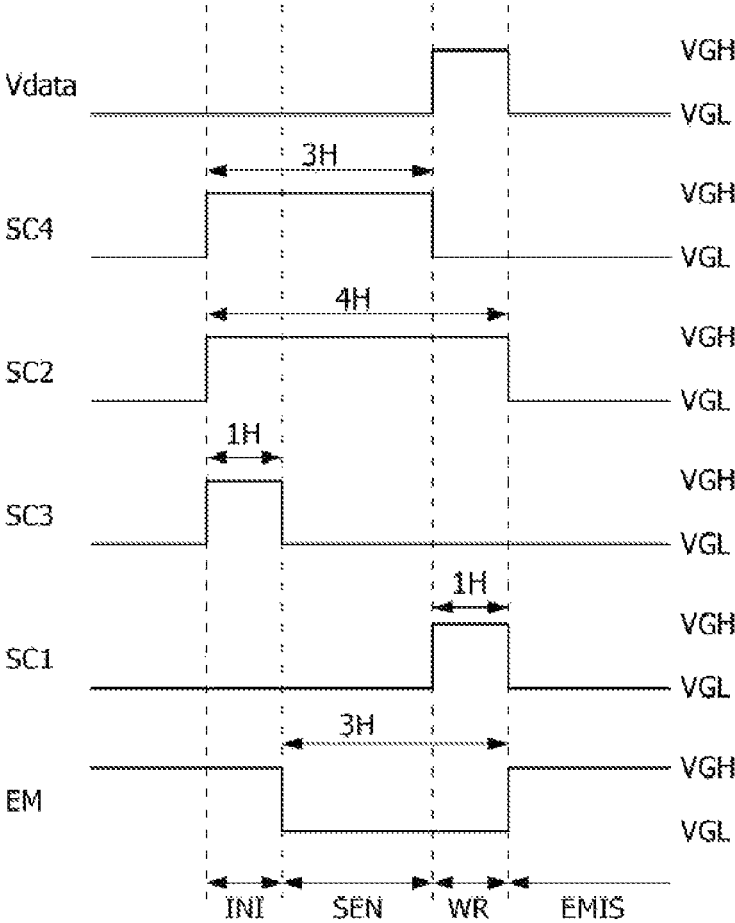 VGH
Vdata
VGL
3H
VGH
SC4
VGL
4H
VGH
SC2
VGL
1H
VGH
SC3
VGL
1H
VGH
SC1
VGL
3H
VGH
EM
VGL
INI SEN WR EMIS